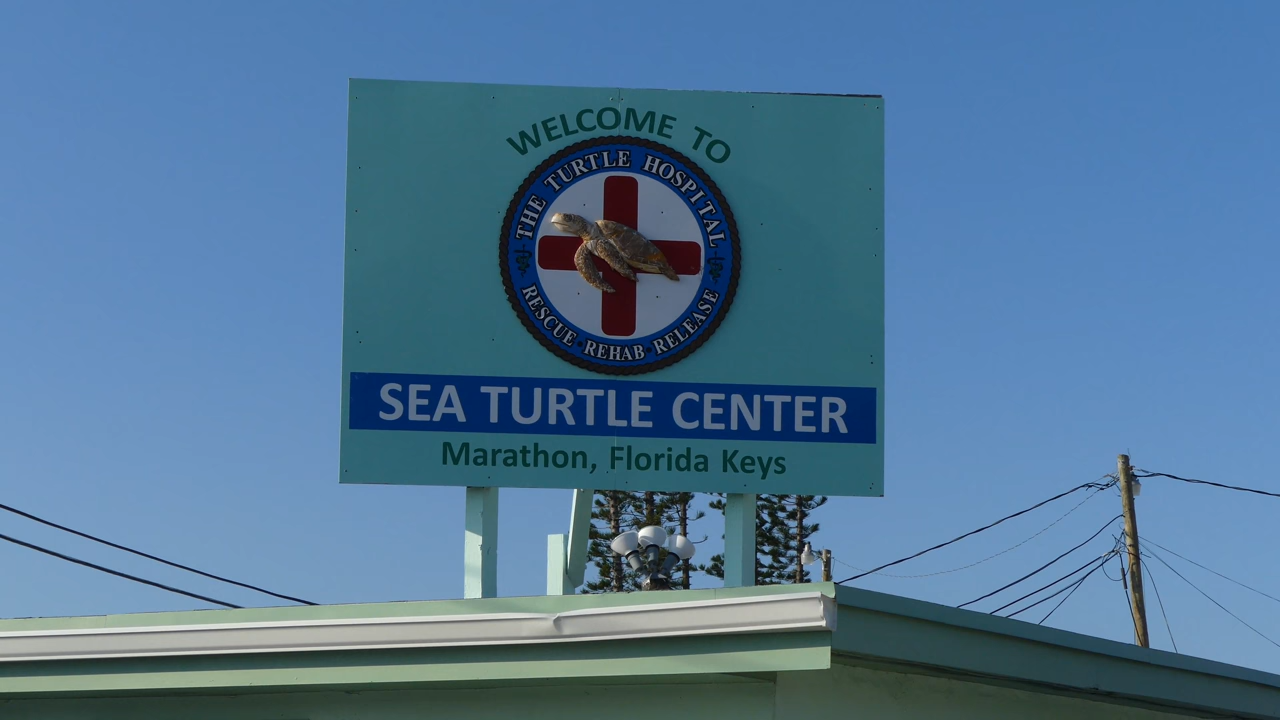 WELCOME TO
THE TURTLE HOSPITAL
RESCUE • REHAB • RELEASE
SEA TURTLE CENTER
Marathon, Florida Keys